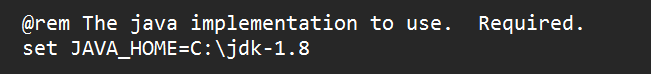 @rem The java implementation to use.  Required.
set JAVA_HOME=C:\jdk-1.8